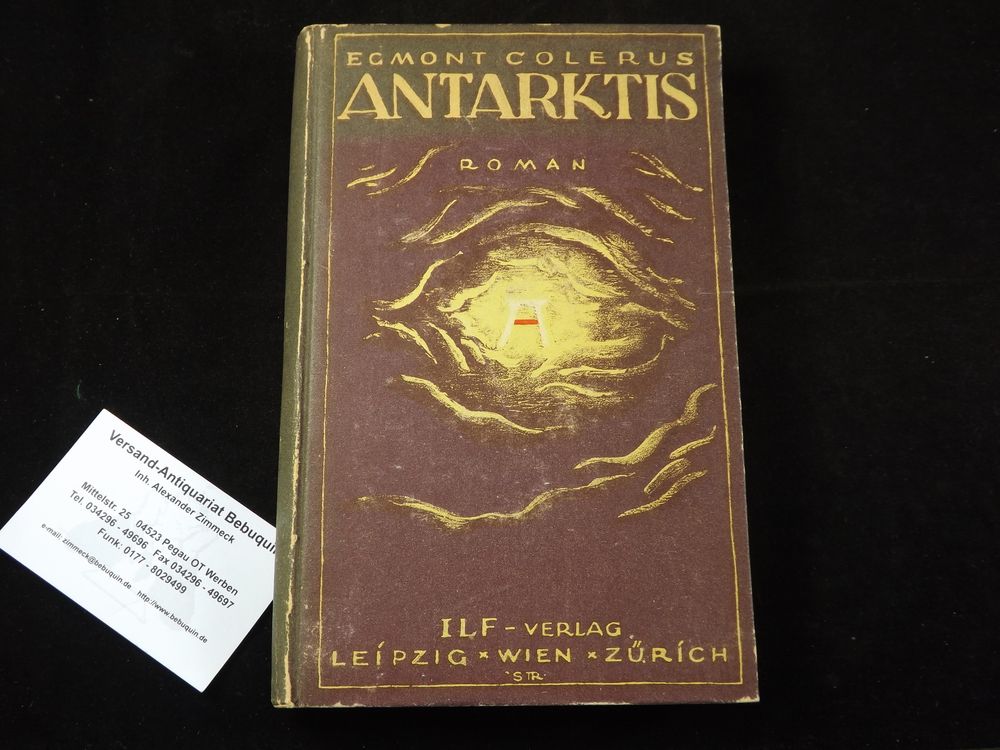 EGMONT COLERUS
ANTARKTIS
ROMAN
A
ILF-VERLAG
LEIPZIG * WIEN * ZÜRICH
STR.
Versand-Antiquariat Bebuquin
Inh. Alexander Zimmeck
Mittelstr. 25 04523 Pegau OT Werben
Tel. 034296 - 49696 Fax 034296 - 49697
Funk: 0177 - 8029499
e-mail: zimmeck@bebuquin.de http://www.bebuquin.de